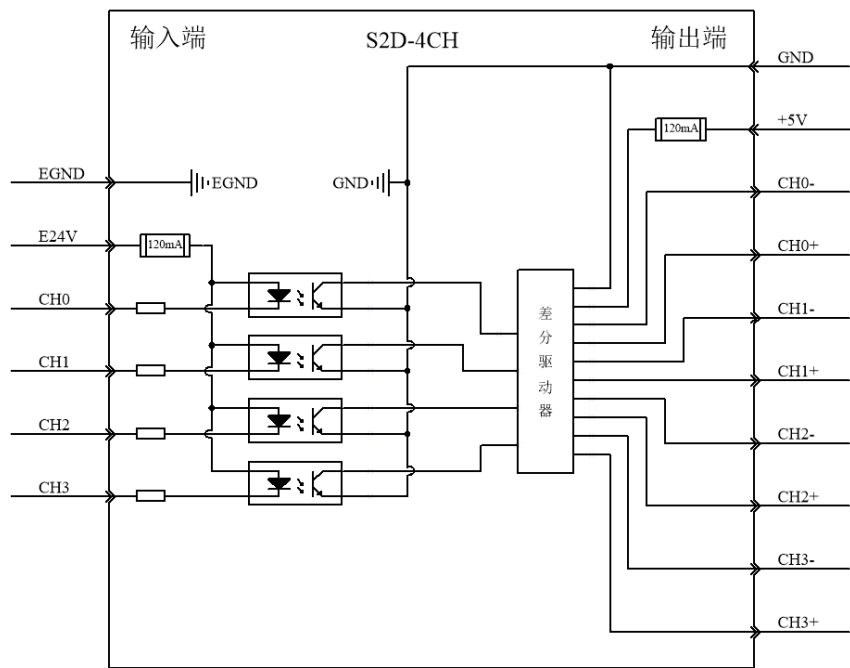 输入端
S2D-4CH
输出端
GND
120mA
+5V
EGND
EGND
GND
CH0-
E24V
120mA
CH0+
CH0
CH1-
差分驱动器
CH1
CH1+
CH2
CH2-
CH3
CH2+
CH3-
CH3+